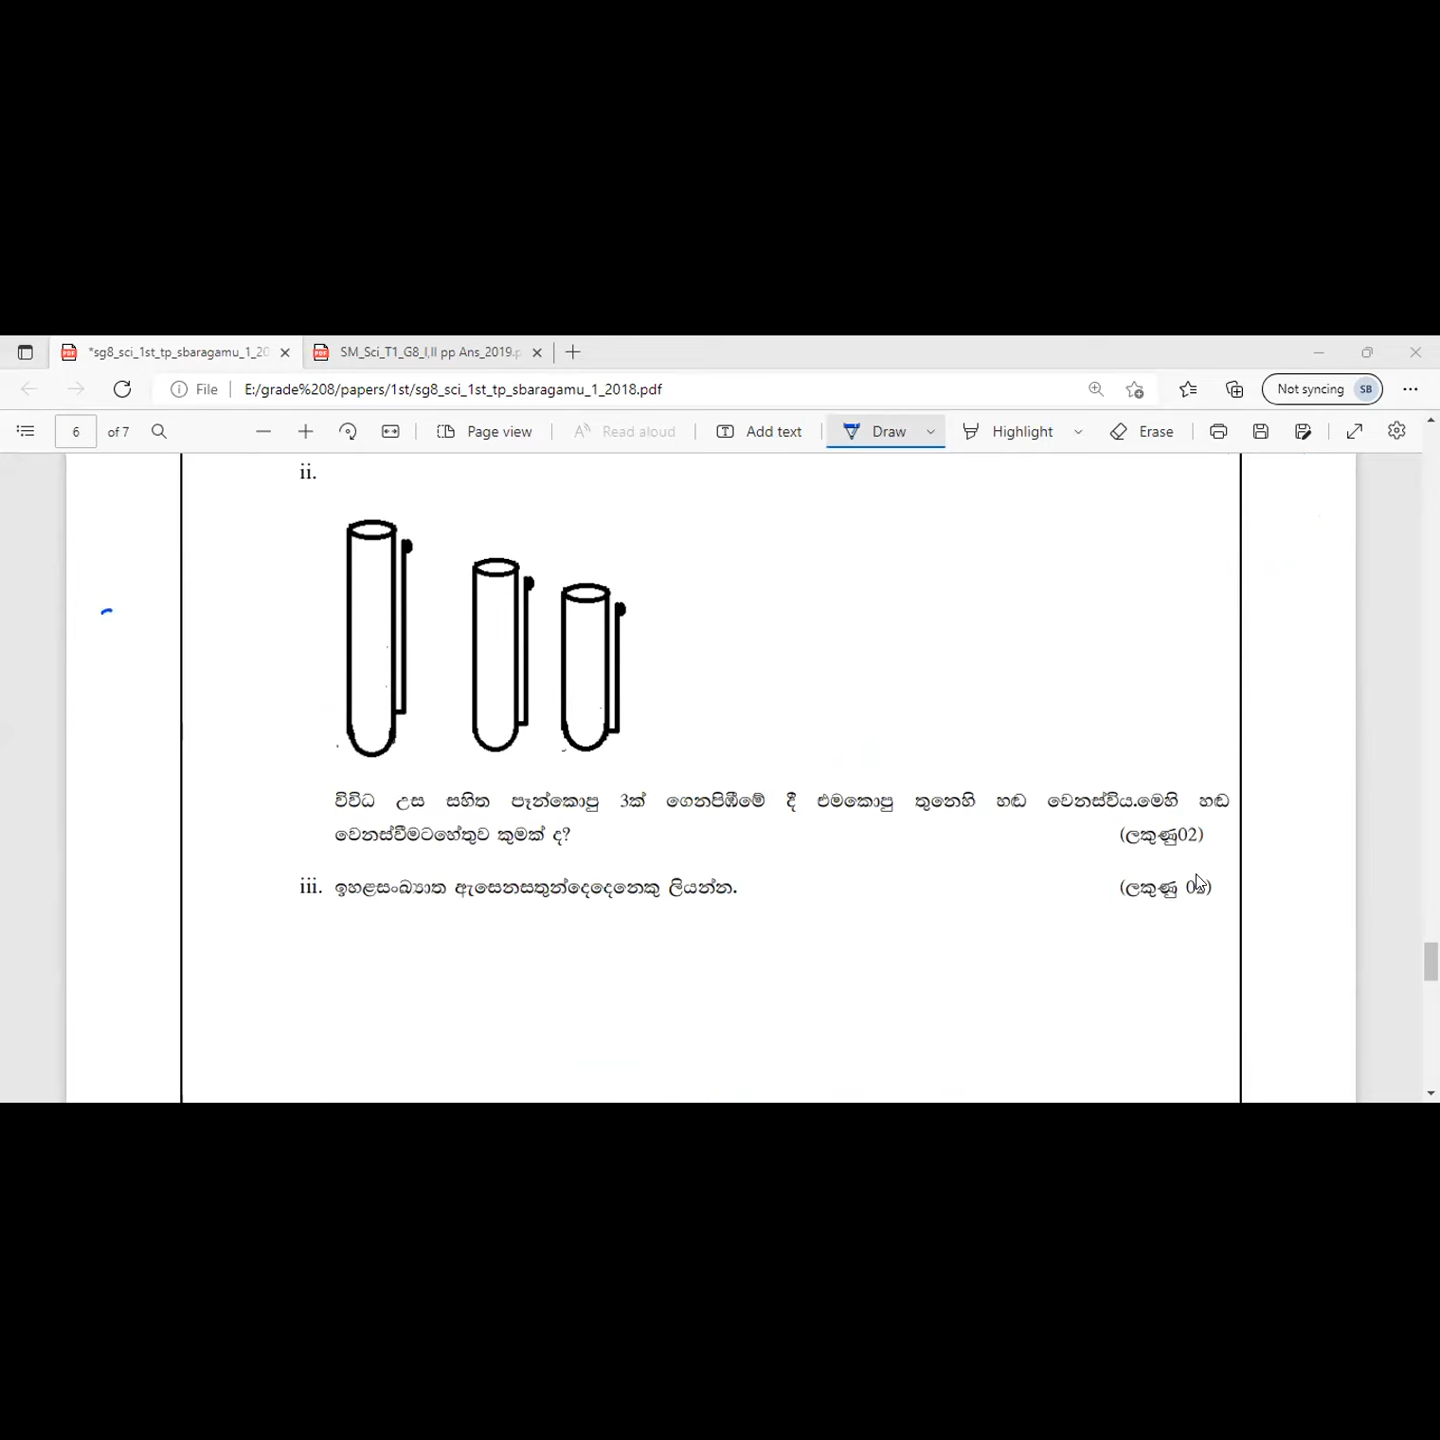 *sg8_sci_1st_tp_sbaragamu_1_20
SM_Sci_T1_G8_I,II pp Ans_2019.p
File E:/grade%208/papers/1st/sg8_sci_1st_tp_sbaragamu_1_2018.pdf Not syncing SB
6 of 7 Page view Read aloud Add text Draw Highlight Erase
ii.
විවිධ උස සහිත පෑන්කොපු 3ක් ගෙනපිඹීමේ දී එමකොපු තුනෙහි හඬ වෙනස්විය.මෙහි හඬ
වෙනස්වීමටහේතුව කුමක් ද? (ලකුණු02)
iii. ඉහළසංඛ්‍යාත ඇසෙනසතුන්දෙදෙනෙකු ලියන්න. (ලකුණු